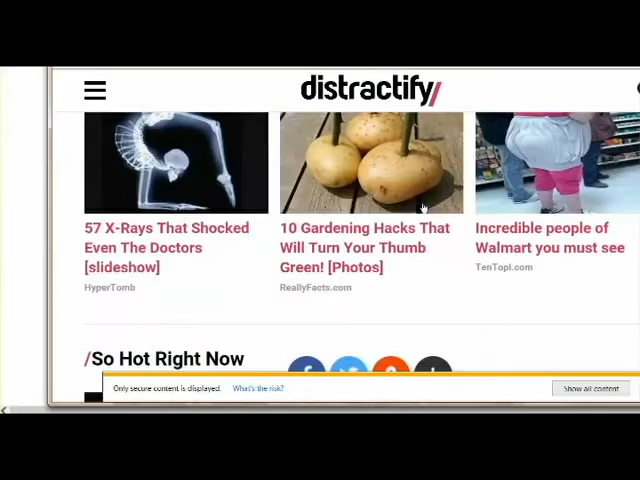 distractify/
57 X-Rays That Shocked
Even The Doctors
[slideshow]
HyperTomb
10 Gardening Hacks That
Will Turn Your Thumb
Green! [Photos]
ReallyFacts.com
Incredible people of
Walmart you must see
TenTopl.com
/So Hot Right Now
Only secure content is displayed.
What's the risk?
Show all content